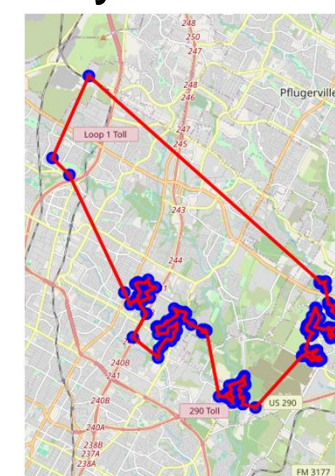 248
250
247
Pflugerville
248
246
Loop 1 Toll
247
245
243
244
240B
241
240B
290 Toll
US 290
240A
238B
237A
238A
FM 3177